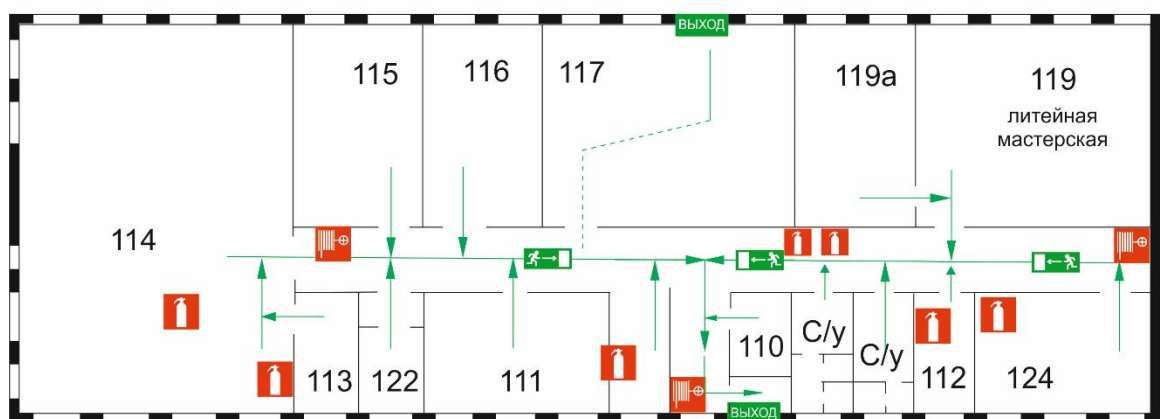 ВЫХОД
115
116
117
119а
119
литейная
мастерская
114
113
122
111
110
С/у
С/у
112
124
ВЫХОД